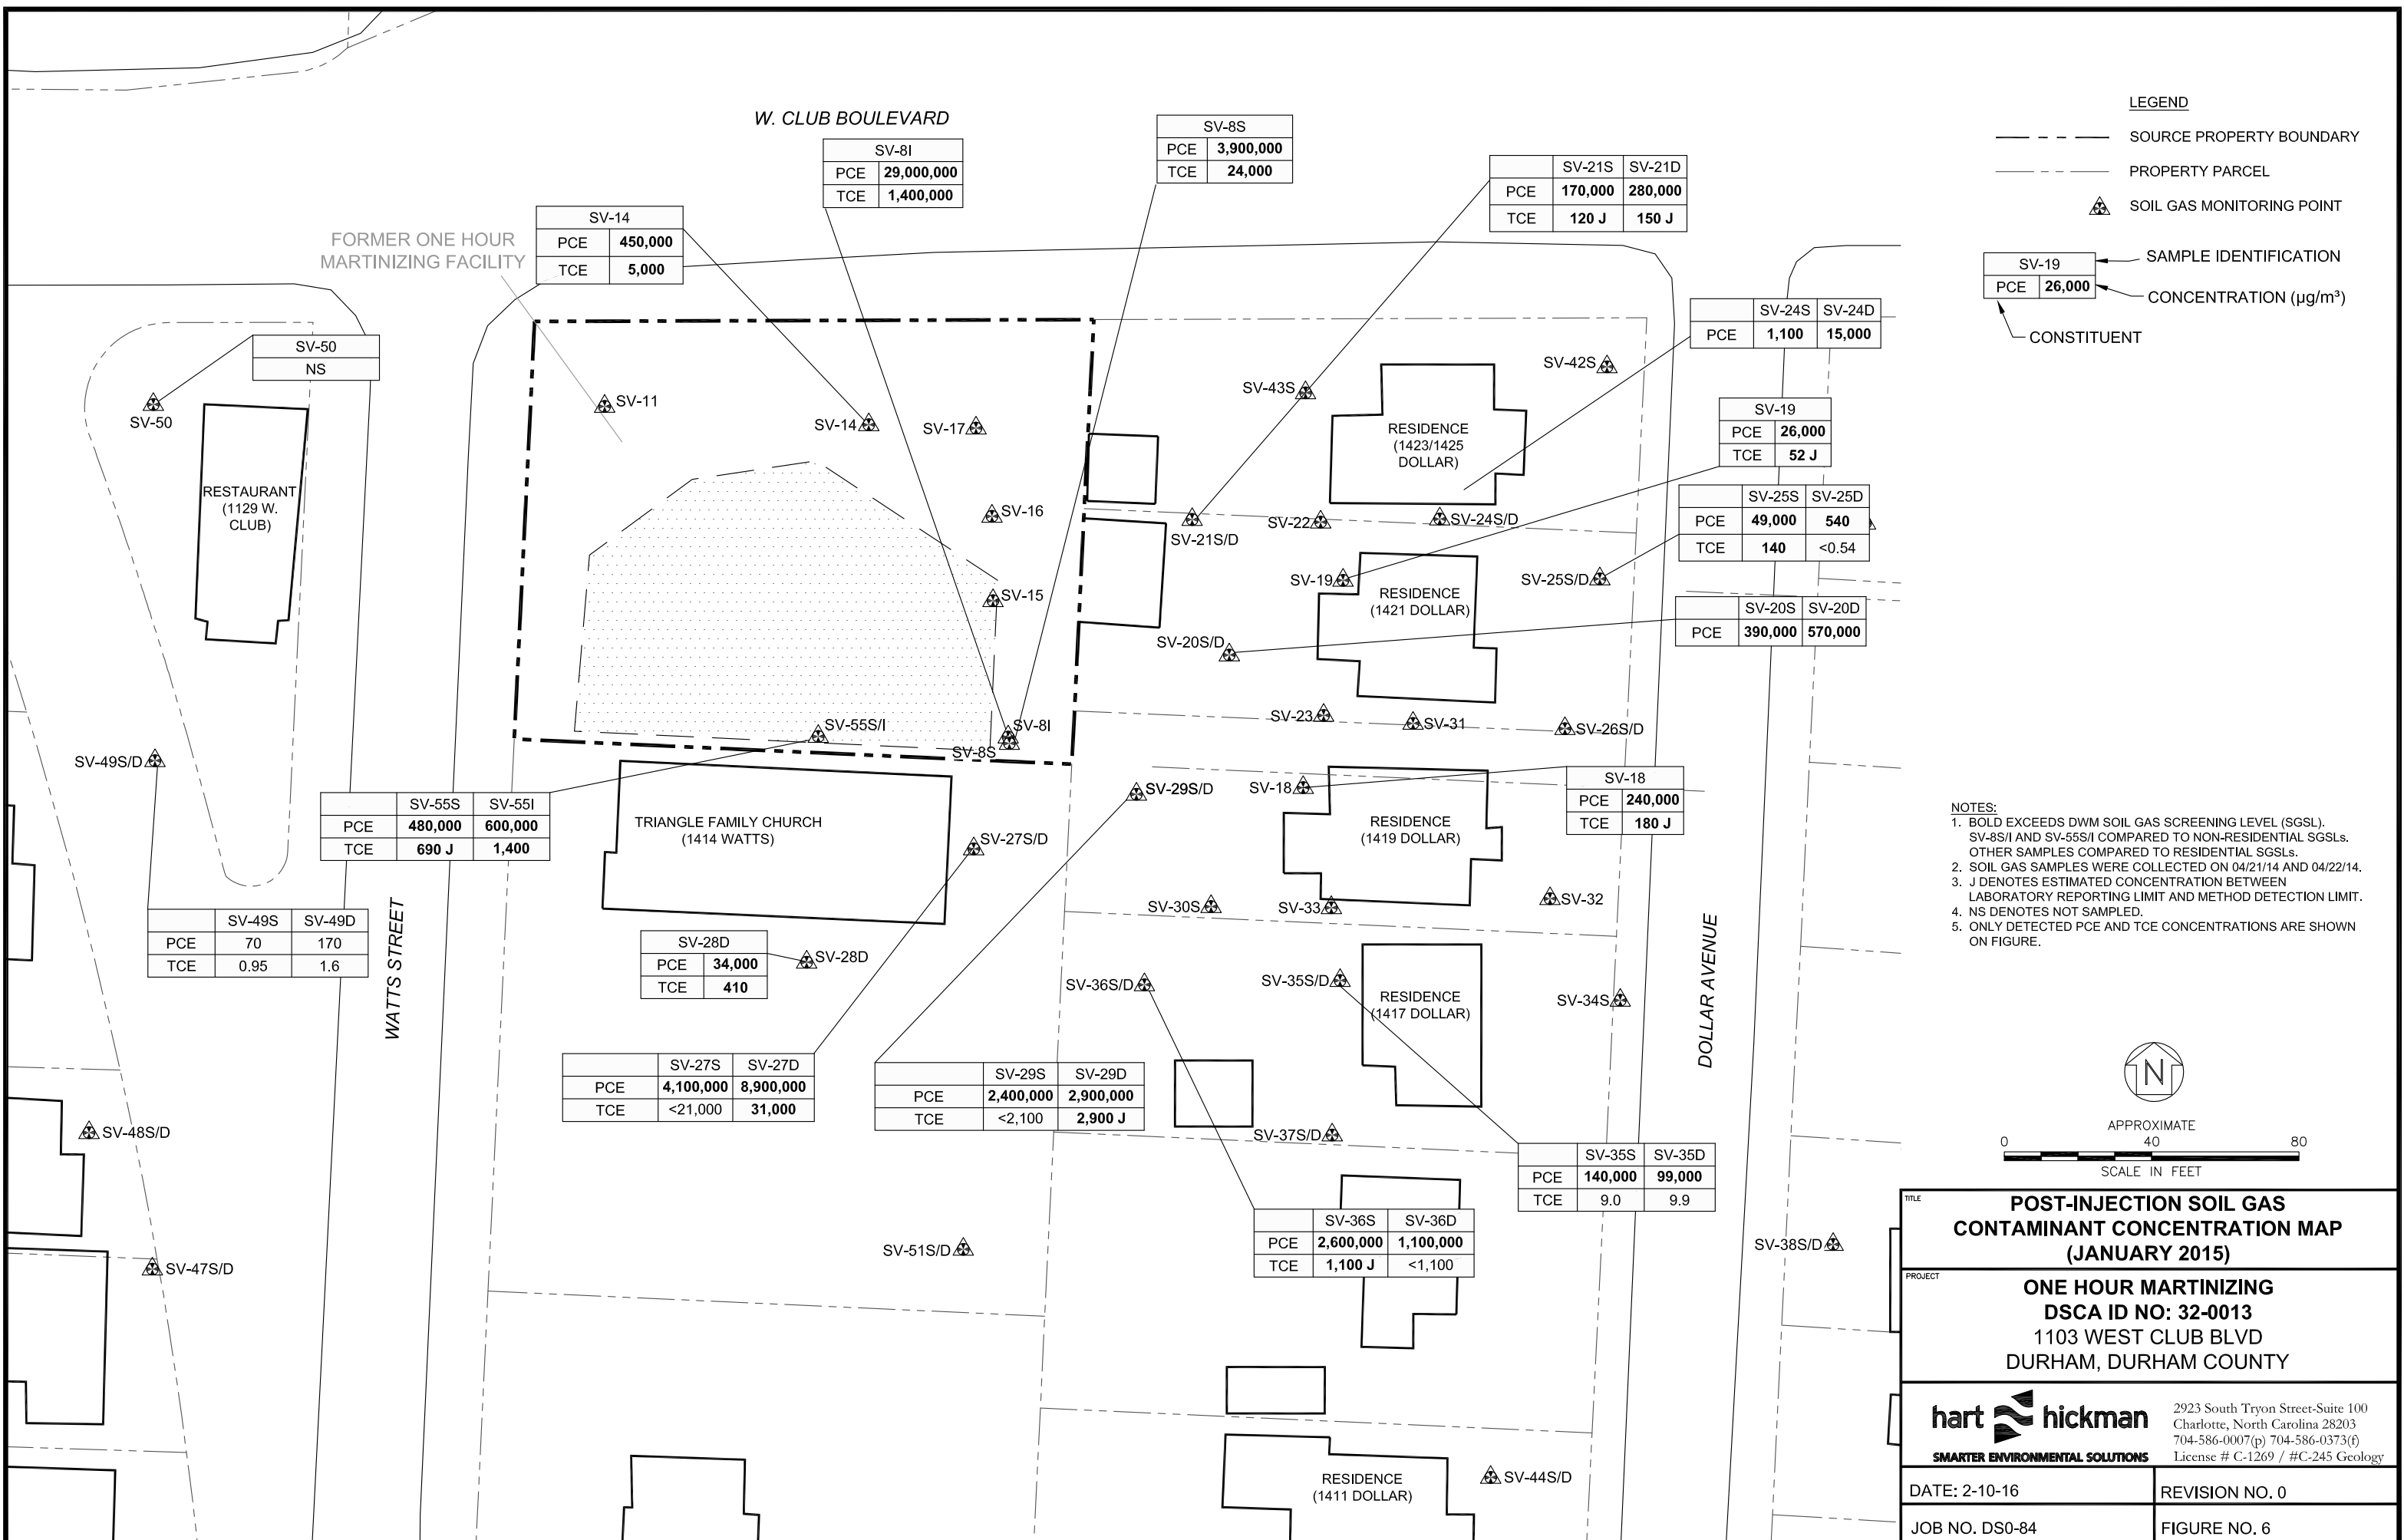 W. CLUB BOULEVARD
SV-8I
PCE 29,000,000
TCE 1,400,000
SV-8S
PCE 3,900,000
TCE 24,000
SV-21S SV-21D
PCE 170,000 280,000
TCE 120 J 150 J
SV-14
PCE 450,000
TCE 5,000
FORMER ONE HOUR
MARTINIZING FACILITY
SV-50
NS
SV-24S SV-24D
PCE 1,100 15,000
SV-19
PCE 26,000
TCE 52 J
SV-25S SV-25D
PCE 49,000 540
TCE 140 <0.54
SV-20S SV-20D
PCE 390,000 570,000
SV-18
PCE 240,000
TCE 180 J
SV-55S SV-55I
PCE 480,000 600,000
TCE 690 J 1,400
SV-49S SV-49D
PCE 70 170
TCE 0.95 1.6
SV-28D
PCE 34,000
TCE 410
SV-27S SV-27D
PCE 4,100,000 8,900,000
TCE <21,000 31,000
SV-29S SV-29D
PCE 2,400,000 2,900,000
TCE <2,100 2,900 J
SV-35S SV-35D
PCE 140,000 99,000
TCE 9.0 9.9
SV-36S SV-36D
PCE 2,600,000 1,100,000
TCE 1,100 J <1,100
SV-50
SV-11
SV-14
SV-17
SV-43S
SV-42S
RESIDENCE
(1423/1425
DOLLAR)
RESTAURANT
(1129 W.
CLUB)
SV-16
SV-21S/D
SV-22
SV-24S/D
SV-15
SV-19
RESIDENCE
(1421 DOLLAR)
SV-25S/D
SV-20S/D
SV-55S/I
SV-8I
SV-8S
SV-23
SV-31
SV-26S/D
SV-49S/D
TRIANGLE FAMILY CHURCH
(1414 WATTS)
SV-27S/D
SV-29S/D
SV-18
RESIDENCE
(1419 DOLLAR)
SV-30S
SV-33
SV-32
SV-28D
WATTS STREET
DOLLAR AVENUE
SV-36S/D
SV-35S/D
RESIDENCE
(1417 DOLLAR)
SV-34S
SV-48S/D
SV-37S/D
SV-47S/D
SV-51S/D
SV-38S/D
RESIDENCE
(1411 DOLLAR)
SV-44S/D
LEGEND
SOURCE PROPERTY BOUNDARY
PROPERTY PARCEL
SOIL GAS MONITORING POINT
SV-19
PCE 26,000
SAMPLE IDENTIFICATION
CONCENTRATION (µg/m³)
CONSTITUENT
NOTES:
1. BOLD EXCEEDS DWM SOIL GAS SCREENING LEVEL (SGSL).
SV-8S/I AND SV-55S/I COMPARED TO NON-RESIDENTIAL SGSLs.
OTHER SAMPLES COMPARED TO RESIDENTIAL SGSLs.
2. SOIL GAS SAMPLES WERE COLLECTED ON 04/21/14 AND 04/22/14.
3. J DENOTES ESTIMATED CONCENTRATION BETWEEN
LABORATORY REPORTING LIMIT AND METHOD DETECTION LIMIT.
4. NS DENOTES NOT SAMPLED.
5. ONLY DETECTED PCE AND TCE CONCENTRATIONS ARE SHOWN
ON FIGURE.
N
APPROXIMATE
0 40 80
SCALE IN FEET
TITLE
POST-INJECTION SOIL GAS
CONTAMINANT CONCENTRATION MAP
(JANUARY 2015)
PROJECT
ONE HOUR MARTINIZING
DSCA ID NO: 32-0013
1103 WEST CLUB BLVD
DURHAM, DURHAM COUNTY
hart hickman
SMARTER ENVIRONMENTAL SOLUTIONS
2923 South Tryon Street-Suite 100
Charlotte, North Carolina 28203
704-586-0007(p) 704-586-0373(f)
License # C-1269 / #C-245 Geology
DATE: 2-10-16
REVISION NO. 0
JOB NO. DS0-84
FIGURE NO. 6